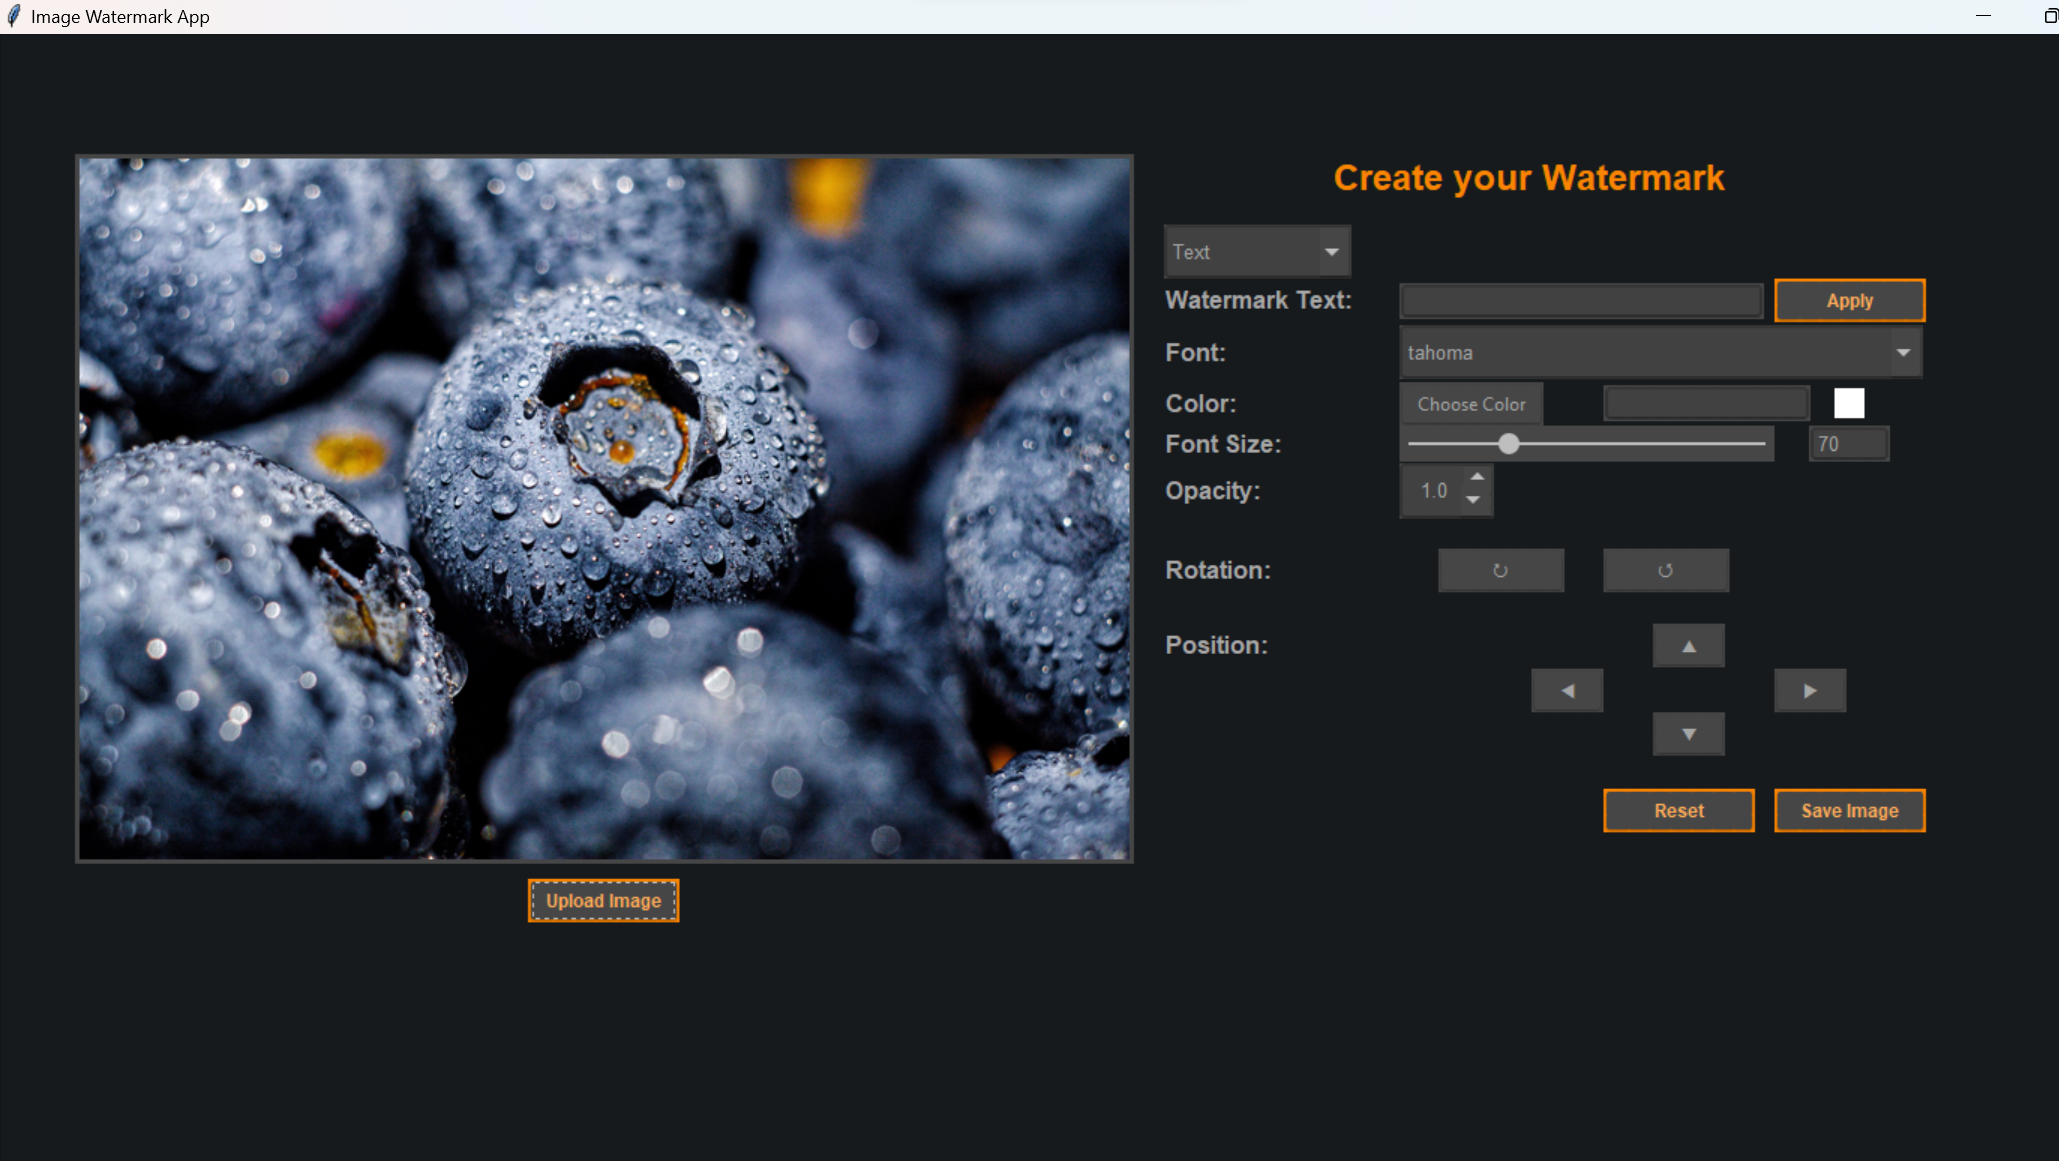 Image Watermark App
Create your Watermark
Text
Watermark Text:
Apply
Font:
tahoma
Color:
Choose Color
Font Size:
70
Opacity:
1.0
Rotation:
↻
↺
Position:
▲
◀
▶
▼
Reset
Save Image
Upload Image